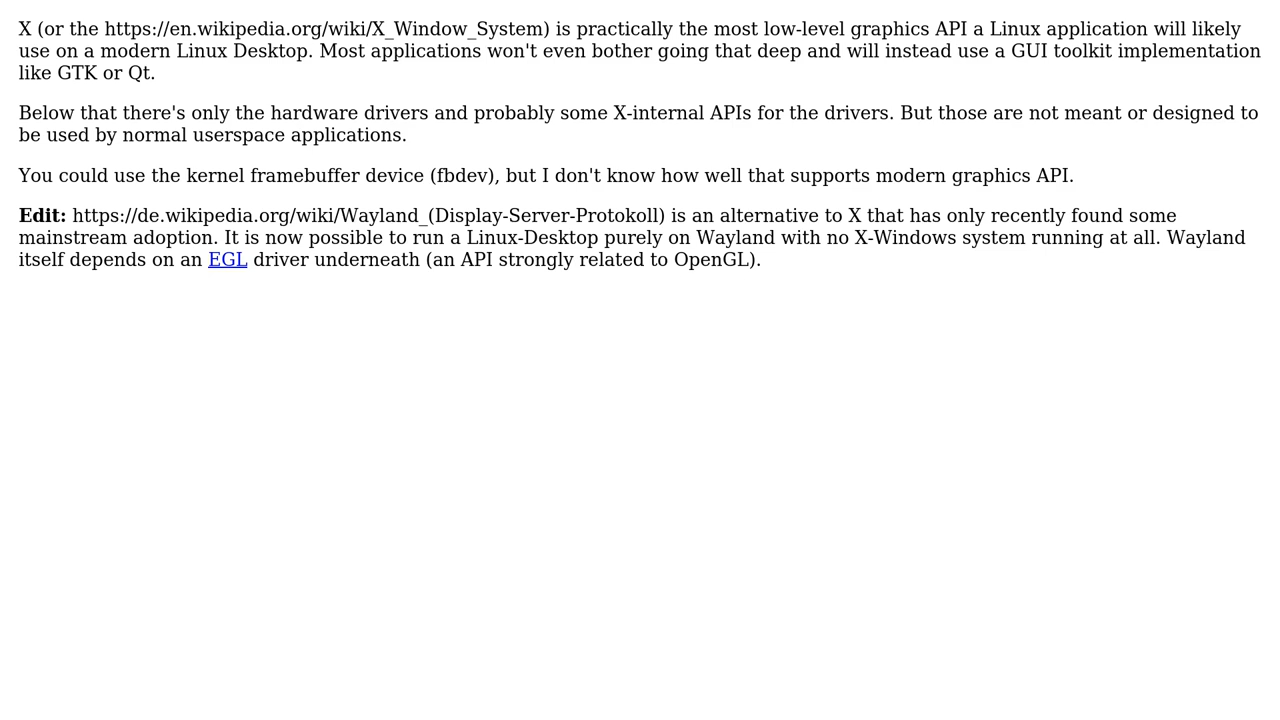 X (or the https://en.wikipedia.org/wiki/X_Window_System) is practically the most low-level graphics API a Linux application will likely
use on a modern Linux Desktop. Most applications won't even bother going that deep and will instead use a GUI toolkit implementation
like GTK or Qt.
Below that there's only the hardware drivers and probably some X-internal APIs for the drivers. But those are not meant or designed to
be used by normal userspace applications.
You could use the kernel framebuffer device (fbdev), but I don't know how well that supports modern graphics API.
Edit: https://de.wikipedia.org/wiki/Wayland_(Display-Server-Protokoll) is an alternative to X that has only recently found some
mainstream adoption. It is now possible to run a Linux-Desktop purely on Wayland with no X-Windows system running at all. Wayland
itself depends on an EGL driver underneath (an API strongly related to OpenGL).